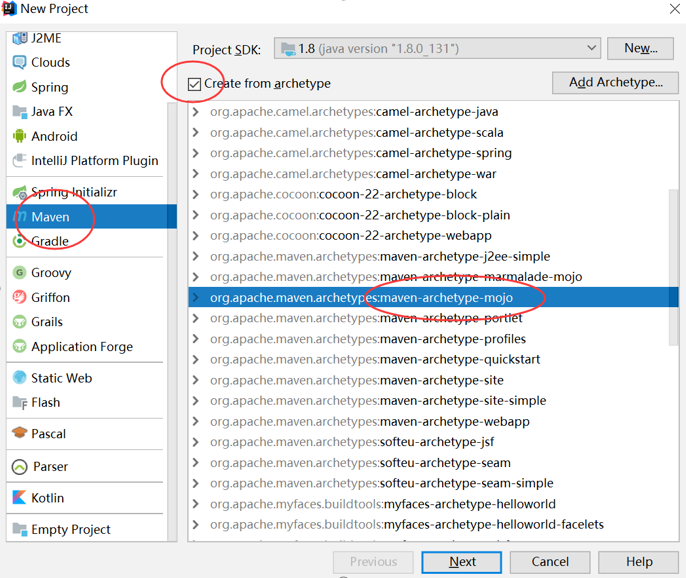 New Project
J2ME
Clouds
Spring
Java FX
Android
IntelliJ Platform Plugin
Spring Initializr
Maven
Gradle
Groovy
Griffon
Grails
Application Forge
Static Web
Flash
Pascal
Parser
Kotlin
Empty Project
Project SDK: 1.8 (java version "1.8.0_131") New...
Create from archetype Add Archetype...
org.apache.camel.archetypes:camel-archetype-java
org.apache.camel.archetypes:camel-archetype-scala
org.apache.camel.archetypes:camel-archetype-spring
org.apache.camel.archetypes:camel-archetype-war
org.apache.cocoon:cocoon-22-archetype-block
org.apache.cocoon:cocoon-22-archetype-block-plain
org.apache.cocoon:cocoon-22-archetype-webapp
org.apache.maven.archetypes:maven-archetype-j2ee-simple
org.apache.maven.archetypes:maven-archetype-marmalade-mojo
org.apache.maven.archetypes:maven-archetype-mojo
org.apache.maven.archetypes:maven-archetype-portlet
org.apache.maven.archetypes:maven-archetype-profiles
org.apache.maven.archetypes:maven-archetype-quickstart
org.apache.maven.archetypes:maven-archetype-site
org.apache.maven.archetypes:maven-archetype-site-simple
org.apache.maven.archetypes:maven-archetype-webapp
org.apache.maven.archetypes:softeu-archetype-jsf
org.apache.maven.archetypes:softeu-archetype-seam
org.apache.maven.archetypes:softeu-archetype-seam-simple
org.apache.myfaces.buildtools:myfaces-archetype-helloworld
org.apache.myfaces.buildtools:myfaces-archetype-helloworld-facelets
Previous Next Cancel Help